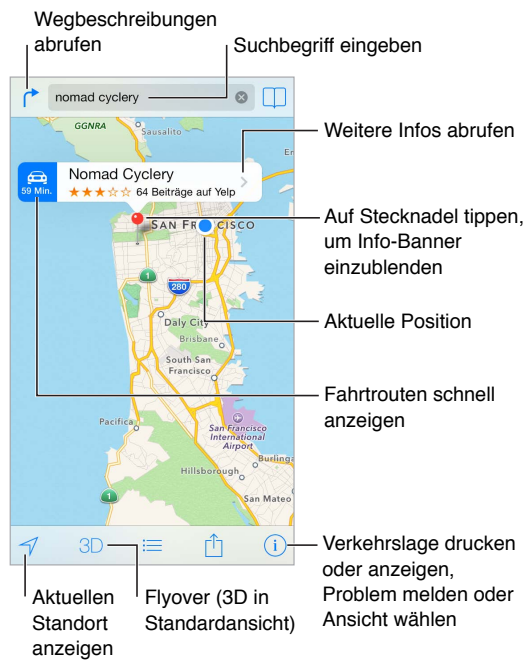 Wegbeschreibungen
abrufen
Suchbegriff eingeben
nomad cyclery
GGNRA
Sausalito
Weitere Infos abrufen
En
Nomad Cyclery
59 Min.
64 Beiträge auf Yelp
Auf Stecknadel tippen,
um Info-Banner
einzublenden
SAN FRANCISCO
1
280
Aktuelle Position
Daly City
Brisbane
South San
Francisco
Fahrtrouten schnell
anzeigen
Pacifica
San Francisco
International
Airport
Burlinga
Hillsborough
1
San Mateo
3D
i
Verkehrslage drucken
oder anzeigen,
Problem melden oder
Ansicht wählen
Aktuellen
Standort
anzeigen
Flyover (3D in
Standardansicht)